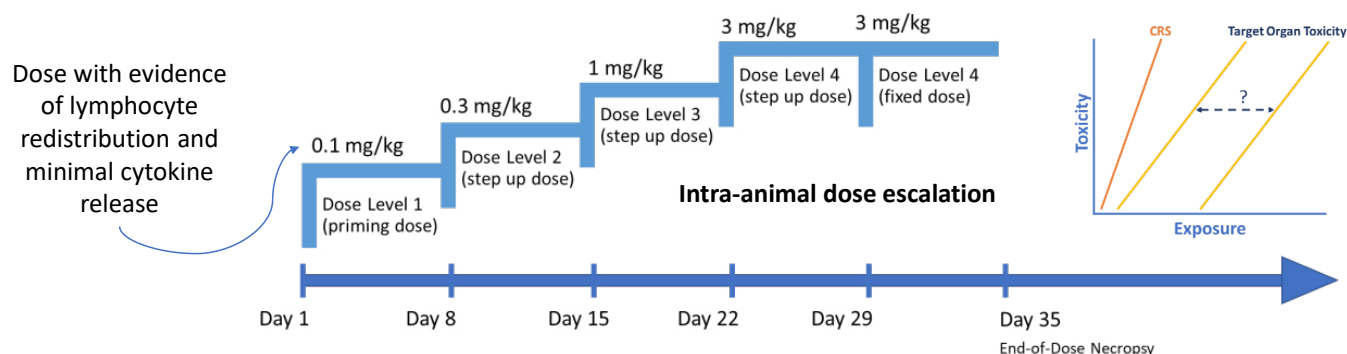 Dose with evidence
of lymphocyte
redistribution and
minimal cytokine
release
0.1 mg/kg
Dose Level 1
(priming dose)
0.3 mg/kg
Dose Level 2
(step up dose)
1 mg/kg
Dose Level 3
(step up dose)
3 mg/kg
Dose Level 4
(step up dose)
3 mg/kg
Dose Level 4
(fixed dose)
Intra-animal dose escalation
CRS
Target Organ Toxicity
?
Toxicity
Exposure
Day 1
Day 8
Day 15
Day 22
Day 29
Day 35
End-of-Dose Necropsy